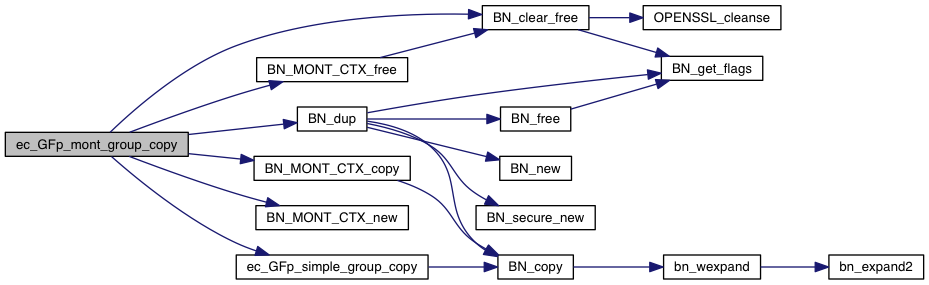 BN_clear_free
OPENSSL_cleanse
BN_MONT_CTX_free
BN_get_flags
BN_dup
BN_free
ec_GFp_mont_group_copy
BN_MONT_CTX_copy
BN_new
BN_MONT_CTX_new
BN_secure_new
ec_GFp_simple_group_copy
BN_copy
bn_wexpand
bn_expand2